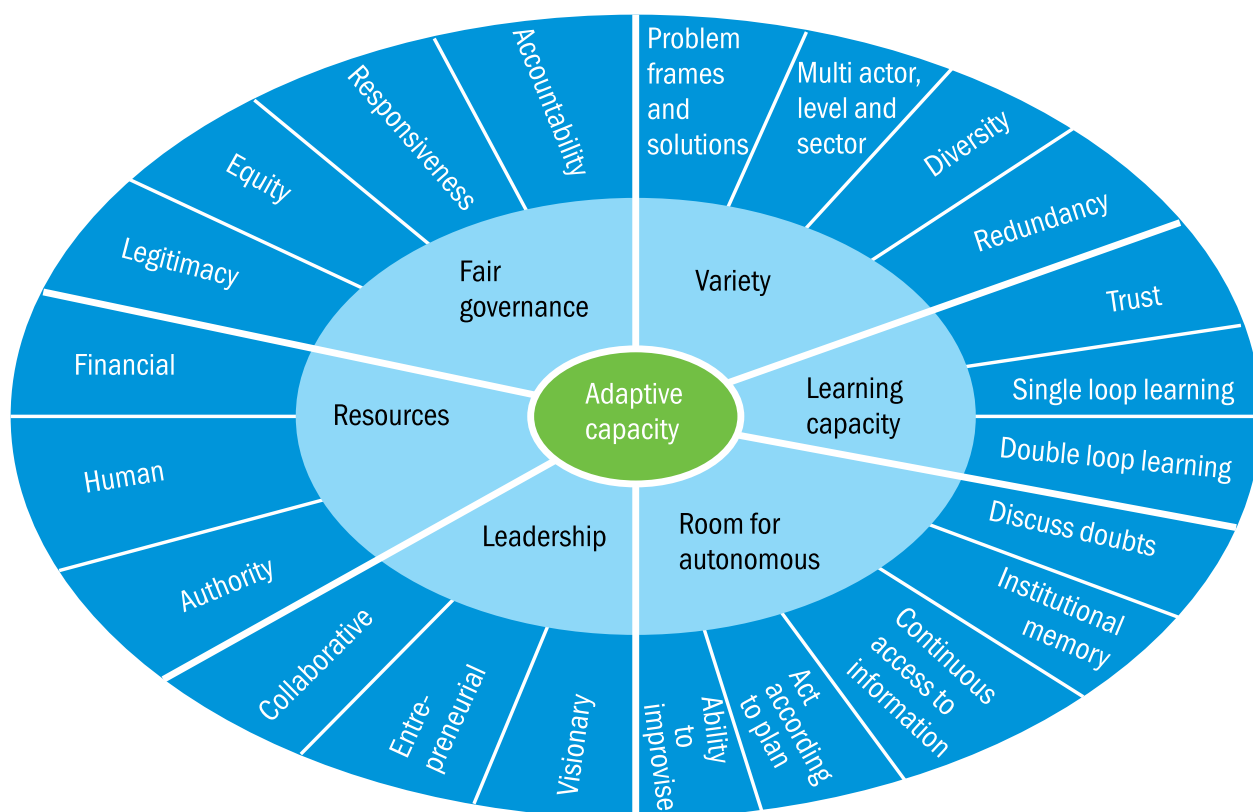 Adaptive
capacity
Variety
Problem
frames
and
solutions
Multi actor,
level and
sector
Diversity
Redundancy
Learning
capacity
Trust
Single loop learning
Double loop learning
Room for
autonomous
Discuss doubts
Institutional
memory
Continuous
access to
information
Act
according
to plan
Ability
to
improvise
Leadership
Visionary
Entre-
preneurial
Collaborative
Resources
Authority
Human
Financial
Fair
governance
Legitimacy
Equity
Responsiveness
Accountability